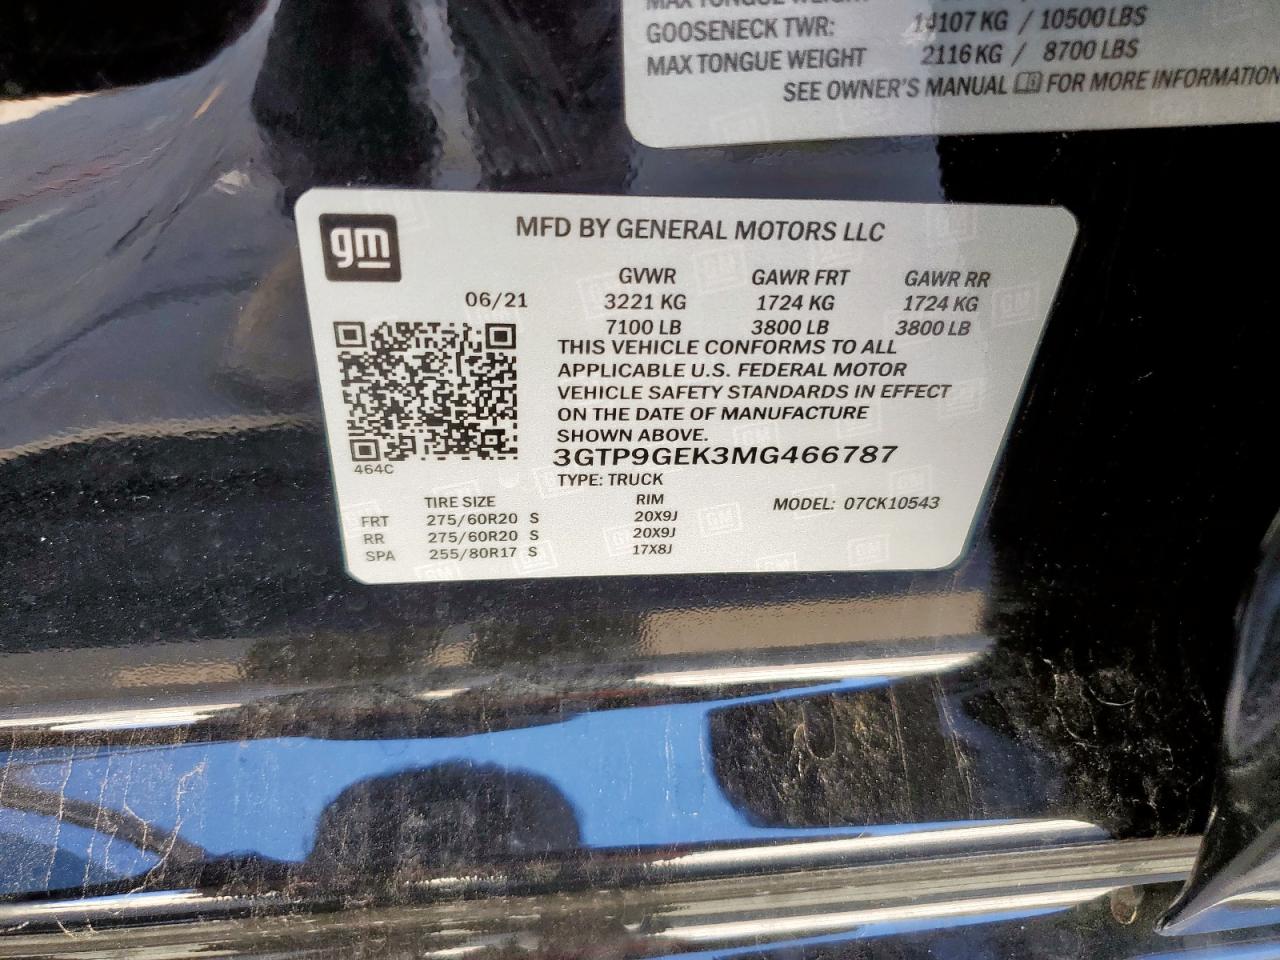 MAX TONGUE WEIGHT
GOOSENECK TWR: 14107 KG / 10500 LBS
MAX TONGUE WEIGHT 2116 KG / 8700 LBS
SEE OWNER'S MANUAL FOR MORE INFORMATION
gm
MFD BY GENERAL MOTORS LLC
GVWR GAWR FRT GAWR RR
06/21 3221 KG 1724 KG 1724 KG
7100 LB 3800 LB 3800 LB
THIS VEHICLE CONFORMS TO ALL
APPLICABLE U.S. FEDERAL MOTOR
VEHICLE SAFETY STANDARDS IN EFFECT
ON THE DATE OF MANUFACTURE
SHOWN ABOVE.
464C
3GTP9GEK3MG466787
TYPE: TRUCK
TIRE SIZE RIM MODEL: 07CK10543
FRT 275/60R20 S 20X9J
RR 275/60R20 S 20X9J
SPA 255/80R17 S 17X8J